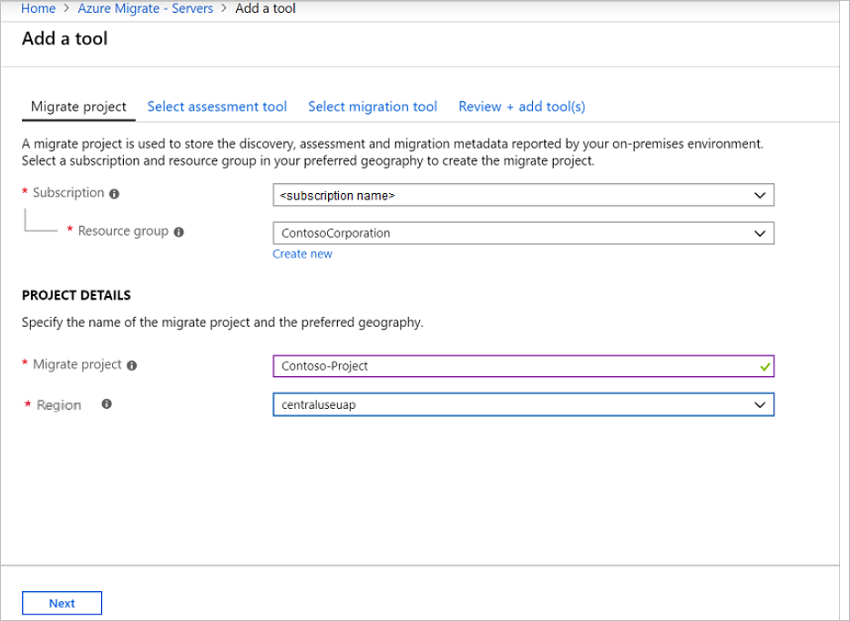 Home > Azure Migrate - Servers > Add a tool
Add a tool
Migrate project Select assessment tool Select migration tool Review + add tool(s)
A migrate project is used to store the discovery, assessment and migration metadata reported by your on-premises environment.
Select a subscription and resource group in your preferred geography to create the migrate project.
* Subscription <subscription name>
* Resource group ContosoCorporation
Create new
PROJECT DETAILS
Specify the name of the migrate project and the preferred geography.
* Migrate project Contoso-Project
* Region centraluseuap
Next